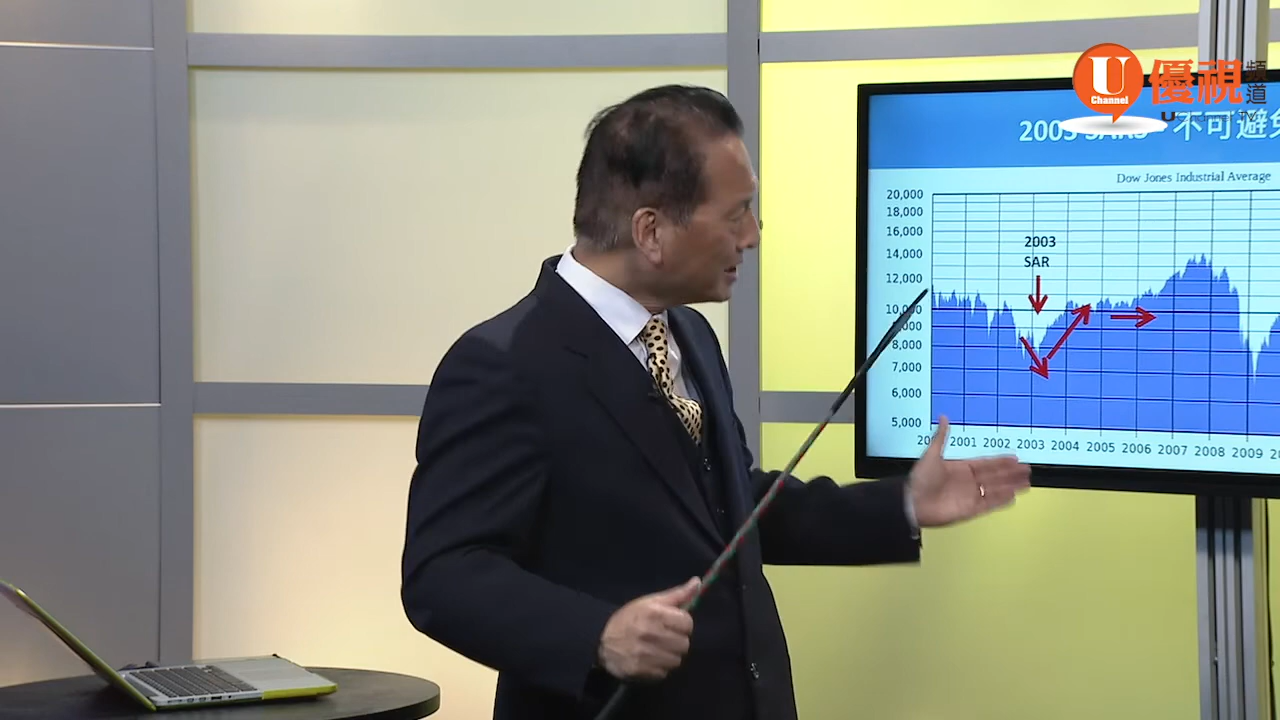 U
Channel
優視
頻道
2003 SARS - 不可避免
Dow Jones Industrial Average
20,000
18,000
16,000
14,000
12,000
10,000
9,000
8,000
7,000
6,000
5,000
2003
SAR
2001 2002 2003 2004 2005 2006 2007 2008 2009